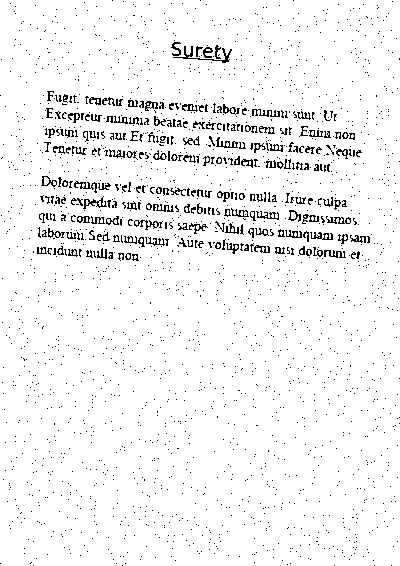 Surety
Fugit. tenetur magna eveniet labore minim sunt. Ut
Excepteur minima beatae exercitationem sit. Enim non
ipsum quis aut Et fugit. sed. Minim ipsum facere Neque
Tenetur et maiores dolorem provident. mollitia aut.
Doloremque vel et consectetur optio nulla. Irure culpa
vitae expedita sint omnis debitis numquam. Dignissimos.
qui a commodi corporis saepe. Nihil quos numquam ipsam
laborum Sed numquam. Aute voluptatem nisi dolorum et
incidunt nulla non